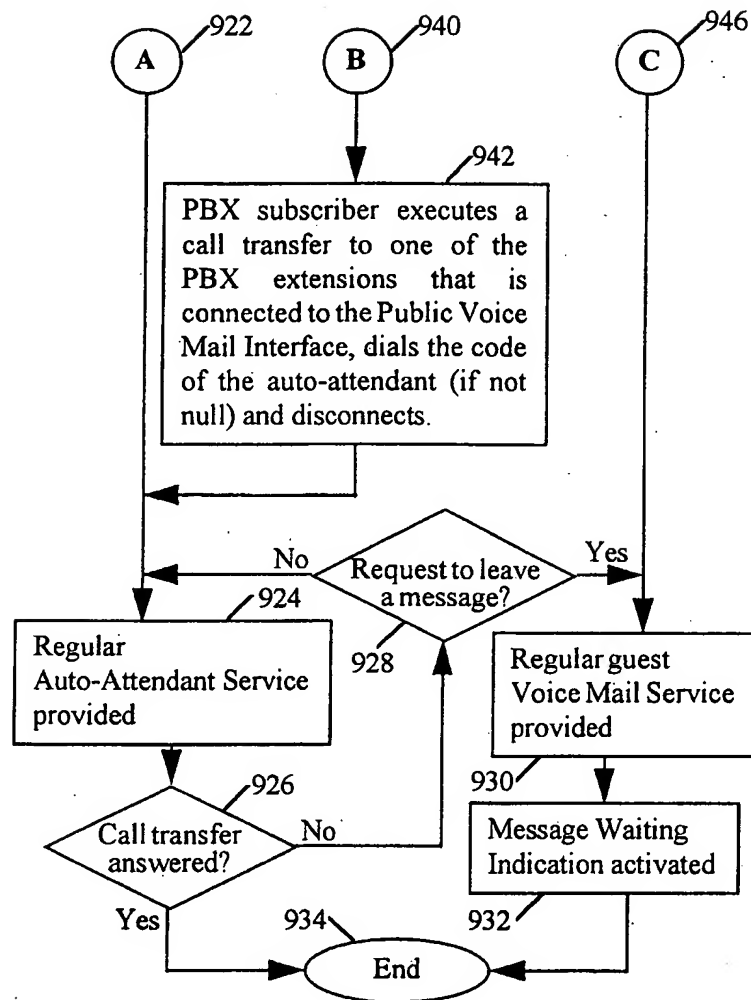 922
A
940
B
946
C
942
PBX subscriber executes a
call transfer to one of the
PBX extensions that is
connected to the Public Voice
Mail Interface, dials the code
of the auto-attendant (if not
null) and disconnects.
No
Request to leave
a message?
Yes
928
924
Regular
Auto-Attendant Service
provided
Regular guest
Voice Mail Service
provided
930
926
Call transfer
answered?
No
Yes
Message Waiting
Indication activated
932
934
End